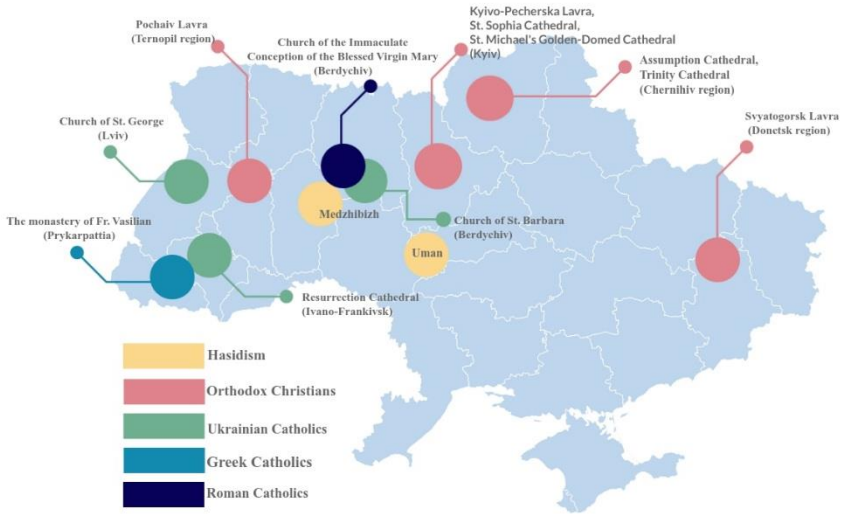 Pochaiv Lavra
(Ternopil region)
Church of the Immaculate
Conception of the Blessed Virgin Mary
(Berdychiv)
Kyivo-Pecherska Lavra,
St. Sophia Cathedral,
St. Michael's Golden-Domed Cathedral
(Kyiv)
Assumption Cathedral,
Trinity Cathedral
(Chernihiv region)
Church of St. George
(Lviv)
Svyatogorsk Lavra
(Donetsk region)
The monastery of Fr. Vasilian
(Prykarpattia)
Medzhibizh
Church of St. Barbara
(Berdychiv)
Uman
Resurrection Cathedral
(Ivano-Frankivsk)
Hasidism
Orthodox Christians
Ukrainian Catholics
Greek Catholics
Roman Catholics